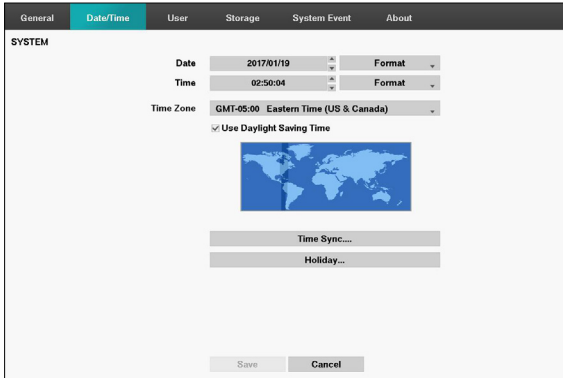 General Date/Time User Storage System Event About
SYSTEM
Date 2017/01/19 Format
Time 02:50:04 Format
Time Zone GMT-05:00 Eastern Time (US & Canada)
Use Daylight Saving Time
Time Sync....
Holiday...
Save Cancel